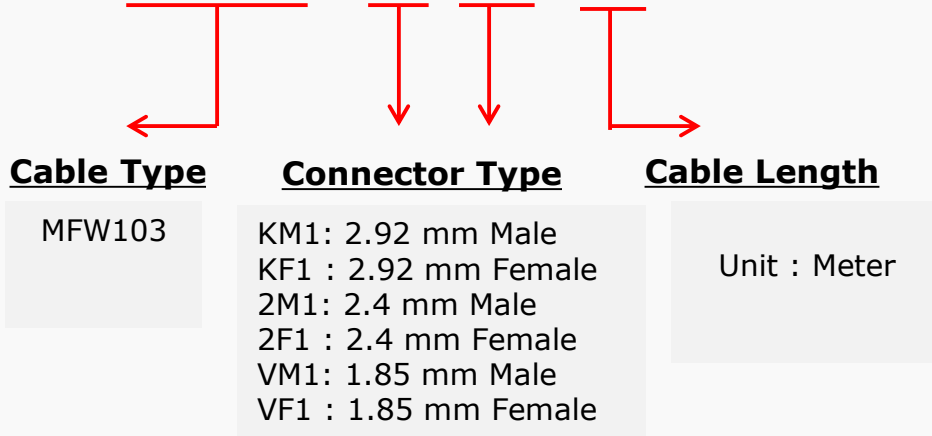 Cable Type
MFW103
Connector Type
KM1: 2.92 mm Male
KF1 : 2.92 mm Female
2M1: 2.4 mm Male
2F1 : 2.4 mm Female
VM1: 1.85 mm Male
VF1 : 1.85 mm Female
Cable Length
Unit : Meter